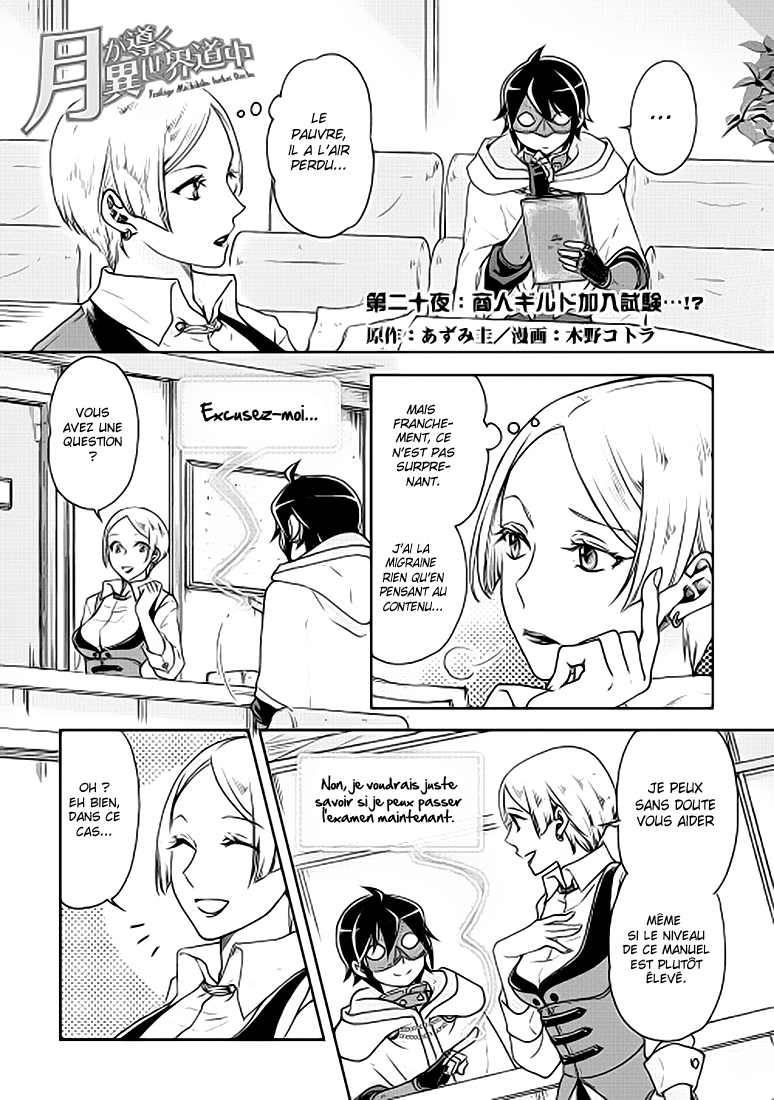 月が導く
異世界道中
Tsukiga Michibiku Isekai Douchu
LE
PAUVRE,
IL A L'AIR
PERDU...
...
第二十夜：商人ギルド加入試験…!?
原作：あずみ圭／漫画：木野コトラ
MAIS
FRANCHE-
MENT, CE
N'EST PAS
SURPRE-
NANT.
J'AI LA
MIGRAINE
RIEN QU'EN
PENSANT AU
CONTENU...
Excusez-moi...
VOUS
AVEZ UNE
QUESTION
?
JE PEUX
SANS DOUTE
VOUS AIDER
MÊME
SI LE NIVEAU
DE CE MANUEL
EST PLUTÔT
ÉLEVÉ.
Non, je voudrais juste
savoir si je peux passer
l'examen maintenant.
OH ?
EH BIEN,
DANS CE
CAS...